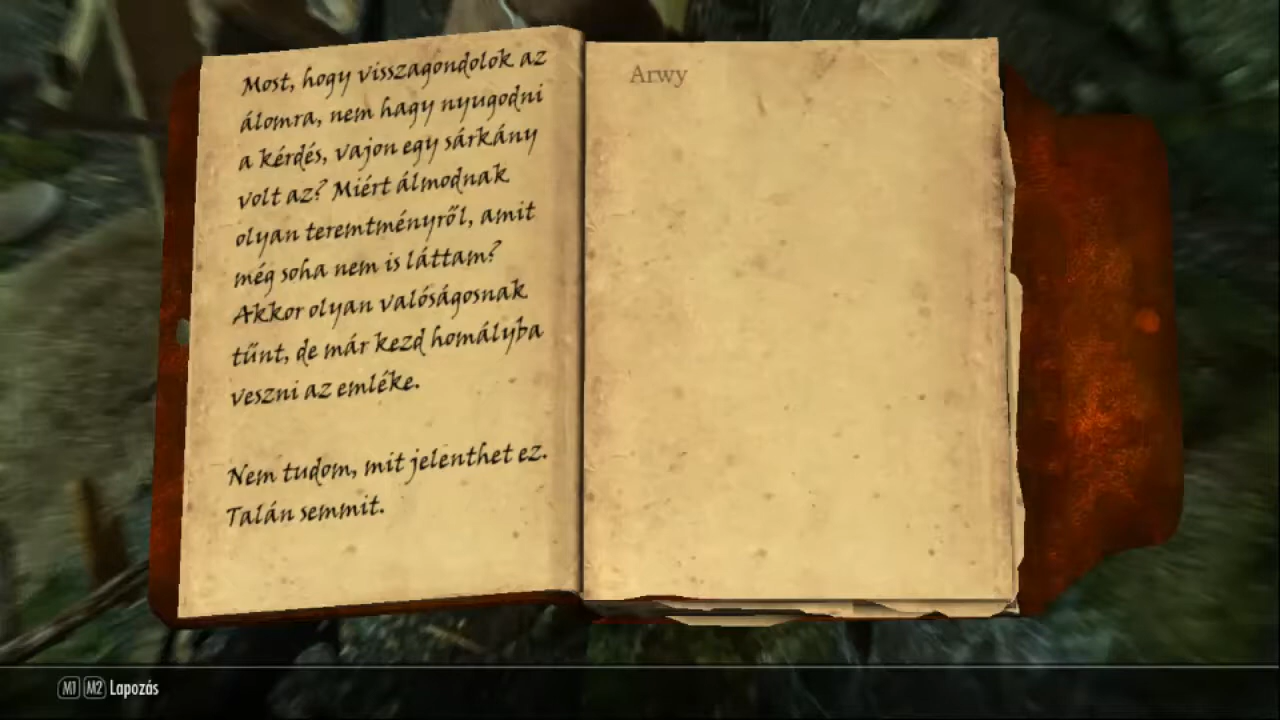 Most, hogy visszagondolok az
álomra, nem hagy nyugodni
a kérdés, vajon egy sárkány
volt az? Miért álmodnak
olyan teremtményről, amit
még soha nem is láttam?
Akkor olyan valóságosnak
tűnt, de már kezd homályba
veszni az emléke.
Nem tudom, mit jelenthet ez.
Talán semmit.
Arwy
M1 M2 Lapozás